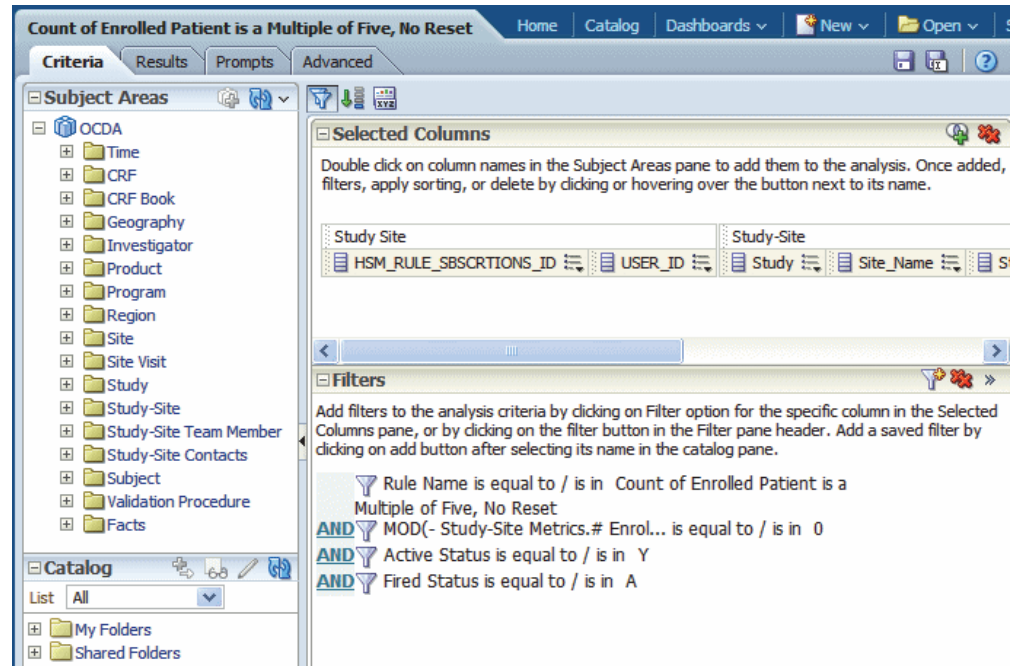 Count of Enrolled Patient is a Multiple of Five, No Reset
Home Catalog Dashboards New Open
Criteria Results Prompts Advanced
Subject Areas
OCDA
Time
CRF
CRF Book
Geography
Investigator
Product
Program
Region
Site
Site Visit
Study
Study-Site
Study-Site Team Member
Study-Site Contacts
Subject
Validation Procedure
Facts
Catalog
List All
My Folders
Shared Folders
XYZ
Selected Columns
Double click on column names in the Subject Areas pane to add them to the analysis. Once added,
filters, apply sorting, or delete by clicking or hovering over the button next to its name.
Study Site Study-Site
HSM_RULE_SBSCRTIONS_ID USER_ID Study Site_Name
Filters
Add filters to the analysis criteria by clicking on Filter option for the specific column in the Selected
Columns pane, or by clicking on the filter button in the Filter pane header. Add a saved filter by
clicking on add button after selecting its name in the catalog pane.
Rule Name is equal to / is in Count of Enrolled Patient is a
Multiple of Five, No Reset
AND MOD(- Study-Site Metrics.# Enrol... is equal to / is in 0
AND Active Status is equal to / is in Y
AND Fired Status is equal to / is in A